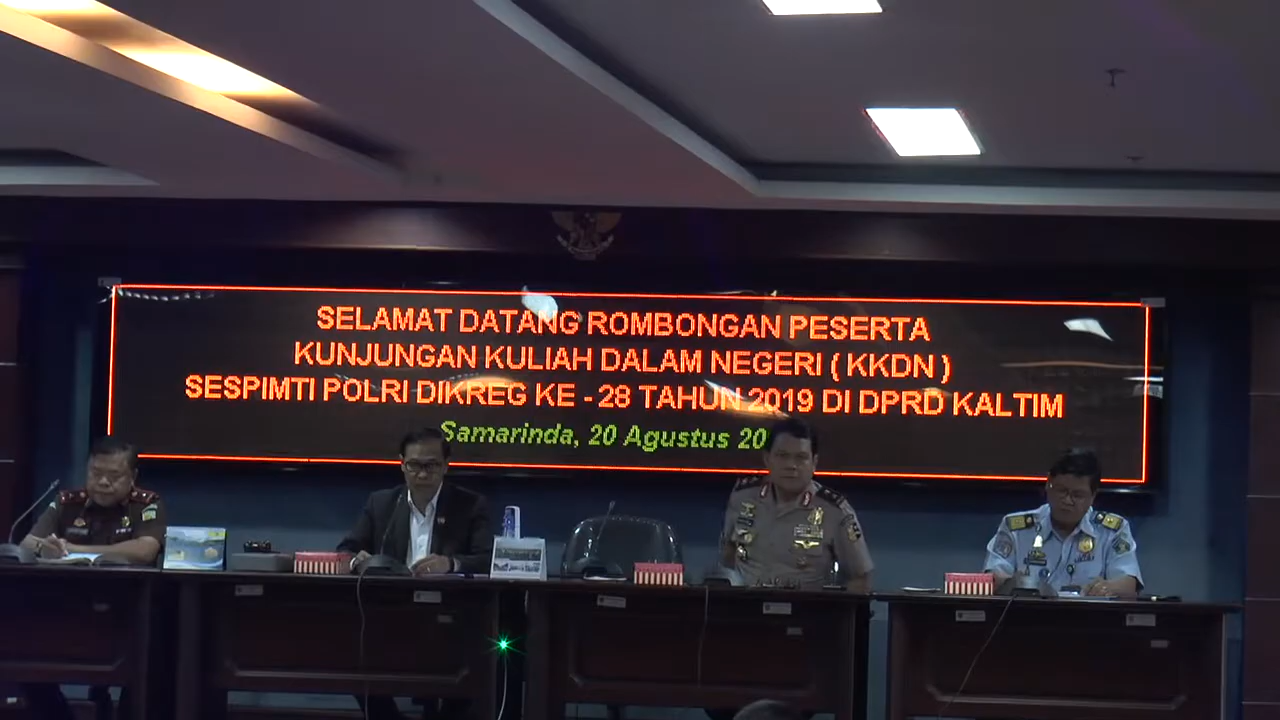 SELAMAT DATANG ROMBONGAN PESERTA
KUNJUNGAN KULIAH DALAM NEGERI ( KKDN )
SESPIMTI POLRI DIKREG KE - 28 TAHUN 2019 DI DPRD KALTIM
Samarinda, 20 Agustus 20